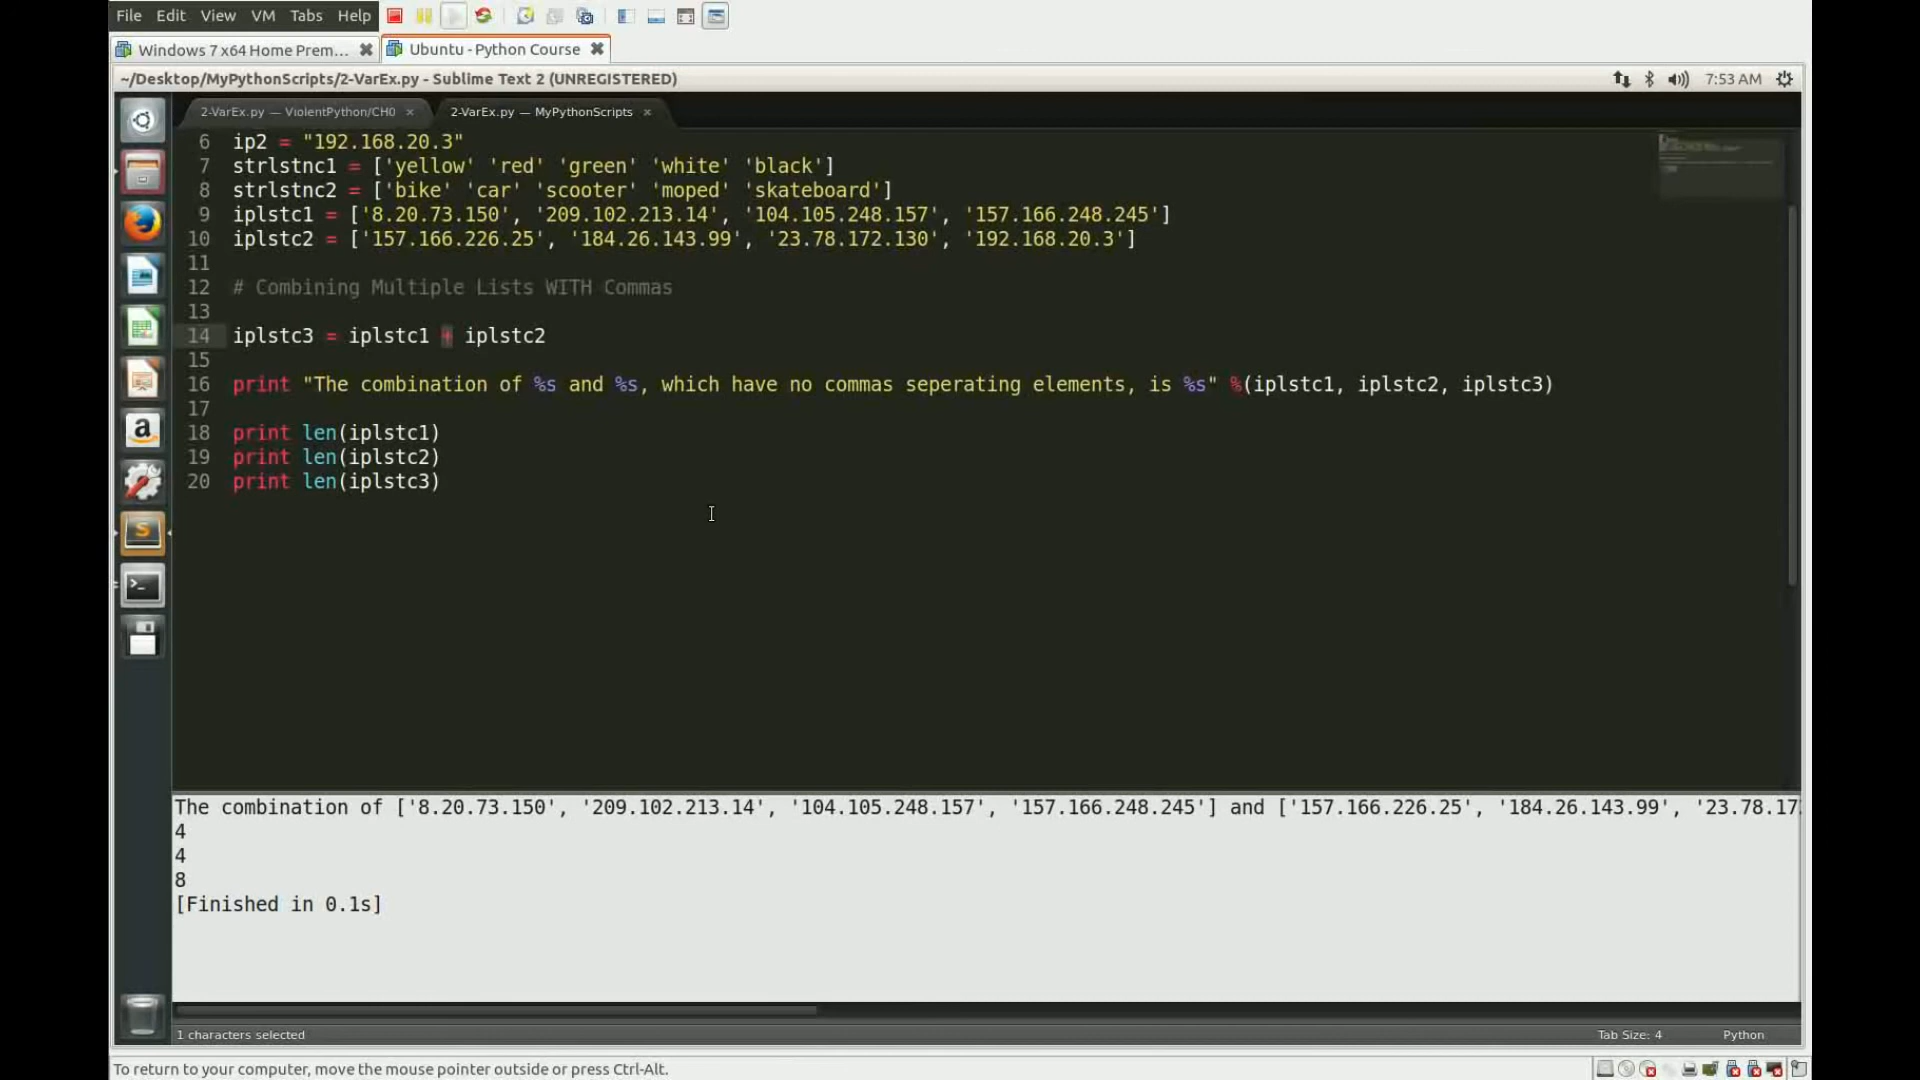 File Edit View VM Tabs Help
Windows 7 x64 Home Prem... Ubuntu - Python Course
~/Desktop/MyPythonScripts/2-VarEx.py - Sublime Text 2 (UNREGISTERED) 7:53 AM
2-VarEx.py — ViolentPython/CH0 2-VarEx.py — MyPythonScripts
6 ip2 = "192.168.20.3"
7 strlstnc1 = ['yellow' 'red' 'green' 'white' 'black']
8 strlstnc2 = ['bike' 'car' 'scooter' 'moped' 'skateboard']
9 iplstc1 = ['8.20.73.150', '209.102.213.14', '104.105.248.157', '157.166.248.245']
10 iplstc2 = ['157.166.226.25', '184.26.143.99', '23.78.172.130', '192.168.20.3']
11
12 # Combining Multiple Lists WITH Commas
13
14 iplstc3 = iplstc1 + iplstc2
15
16 print "The combination of %s and %s, which have no commas seperating elements, is %s" %(iplstc1, iplstc2, iplstc3)
17
18 print len(iplstc1)
19 print len(iplstc2)
20 print len(iplstc3)
The combination of ['8.20.73.150', '209.102.213.14', '104.105.248.157', '157.166.248.245'] and ['157.166.226.25', '184.26.143.99', '23.78.17
4
4
8
[Finished in 0.1s]
1 characters selected Tab Size: 4 Python
To return to your computer, move the mouse pointer outside or press Ctrl-Alt.